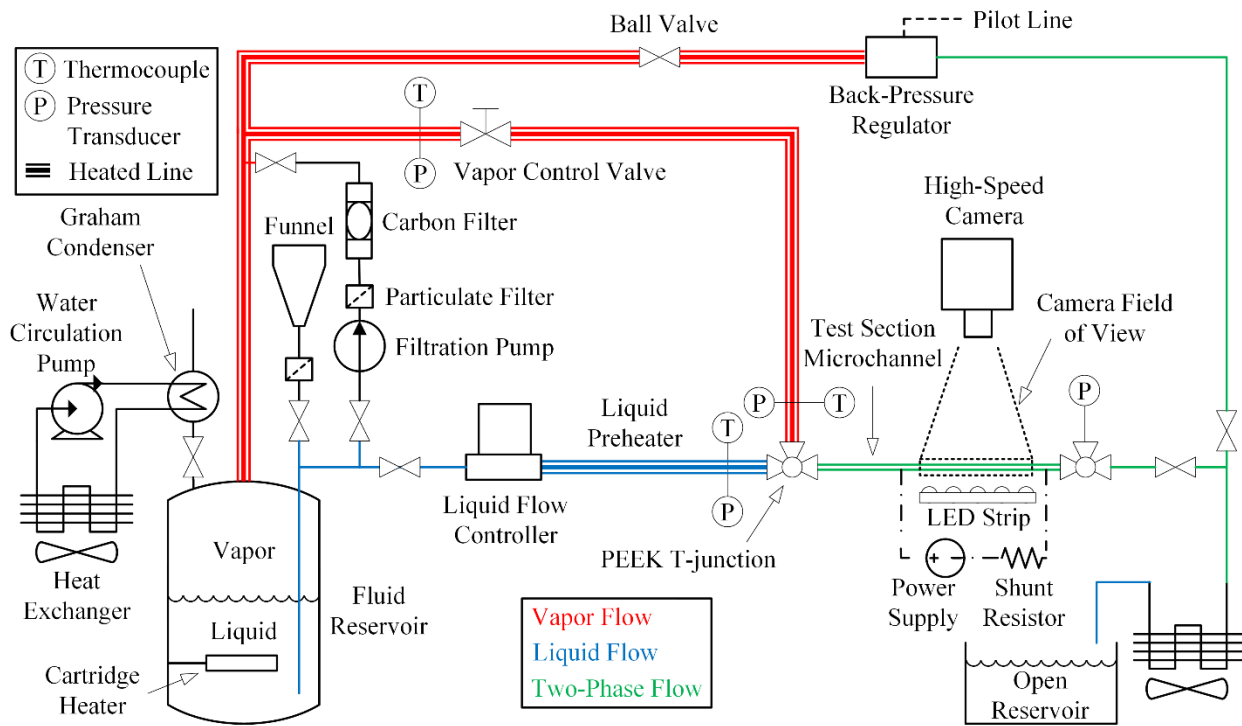 Ball Valve
Pilot Line
T Thermocouple
P Pressure
Transducer
Heated Line
Back-Pressure
Regulator
T
P
Vapor Control Valve
Graham
Condenser
Funnel
Carbon Filter
High-Speed
Camera
Water
Circulation
Pump
Particulate Filter
Filtration Pump
Test Section
Microchannel
Camera Field
of View
Liquid
Preheater
P
T
P
T
P
Liquid Flow
Controller
PEEK T-junction
LED Strip
Vapor
Heat
Exchanger
Fluid
Reservoir
Liquid
Cartridge
Heater
Power
Supply
Shunt
Resistor
Vapor Flow
Liquid Flow
Two-Phase Flow
Open
Reservoir